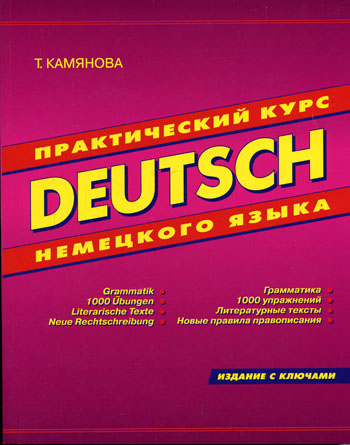 Т. КАМЯНОВА
ПРАКТИЧЕСКИЙ КУРС
DEUTSCH
НЕМЕЦКОГО ЯЗЫКА
Grammatik
1000 Übungen
Literarische Texte
Neue Rechtschreibung
Грамматика
1000 упражнений
Литературные тексты
Новые правила правописания
ИЗДАНИЕ С КЛЮЧАМИ